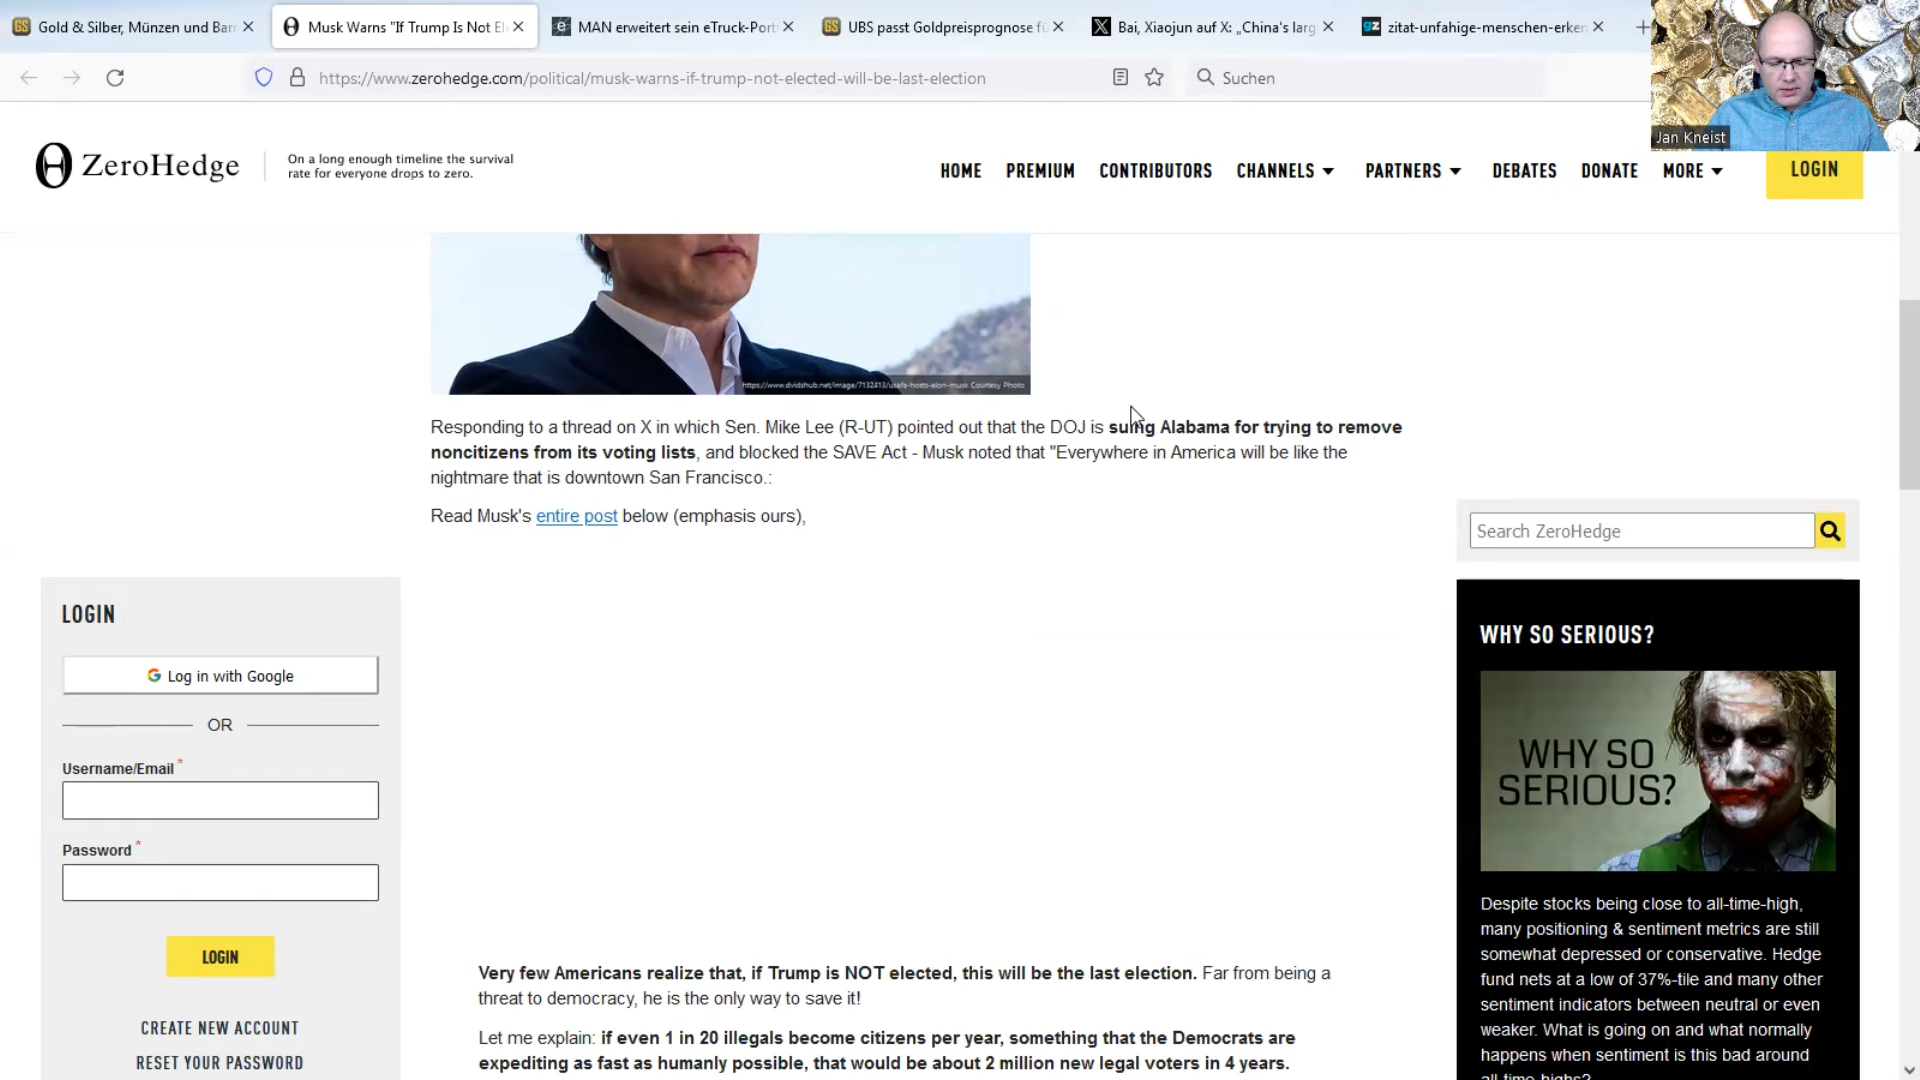 Gold & Silber, Münzen und Barr
Musk Warns "If Trump Is Not El
MAN erweitert sein eTruck-Port
UBS passt Goldpreisprognose fü
Bai, Xiaojun auf X: „China's larg
zitat-unfahige-menschen-erken
https://www.zerohedge.com/political/musk-warns-if-trump-not-elected-will-be-last-election
Suchen
Jan Kneist
ZeroHedge
On a long enough timeline the survival
rate for everyone drops to zero.
HOME PREMIUM CONTRIBUTORS CHANNELS PARTNERS DEBATES DONATE MORE
LOGIN
https://www.dvidshub.net/image/7132413/usafa-hosts-elon-musk Courtesy Photo
Responding to a thread on X in which Sen. Mike Lee (R-UT) pointed out that the DOJ is suing Alabama for trying to remove
noncitizens from its voting lists, and blocked the SAVE Act - Musk noted that "Everywhere in America will be like the
nightmare that is downtown San Francisco.:
Read Musk's entire post below (emphasis ours),
Search ZeroHedge
LOGIN
Log in with Google
OR
Username/Email *
Password *
LOGIN
CREATE NEW ACCOUNT
RESET YOUR PASSWORD
Very few Americans realize that, if Trump is NOT elected, this will be the last election. Far from being a
threat to democracy, he is the only way to save it!
Let me explain: if even 1 in 20 illegals become citizens per year, something that the Democrats are
expediting as fast as humanly possible, that would be about 2 million new legal voters in 4 years.
WHY SO SERIOUS?
WHY SO
SERIOUS?
Despite stocks being close to all-time-high,
many positioning & sentiment metrics are still
somewhat depressed or conservative. Hedge
fund nets at a low of 37%-tile and many other
sentiment indicators between neutral or even
weaker. What is going on and what normally
happens when sentiment is this bad around
all-time-highs?